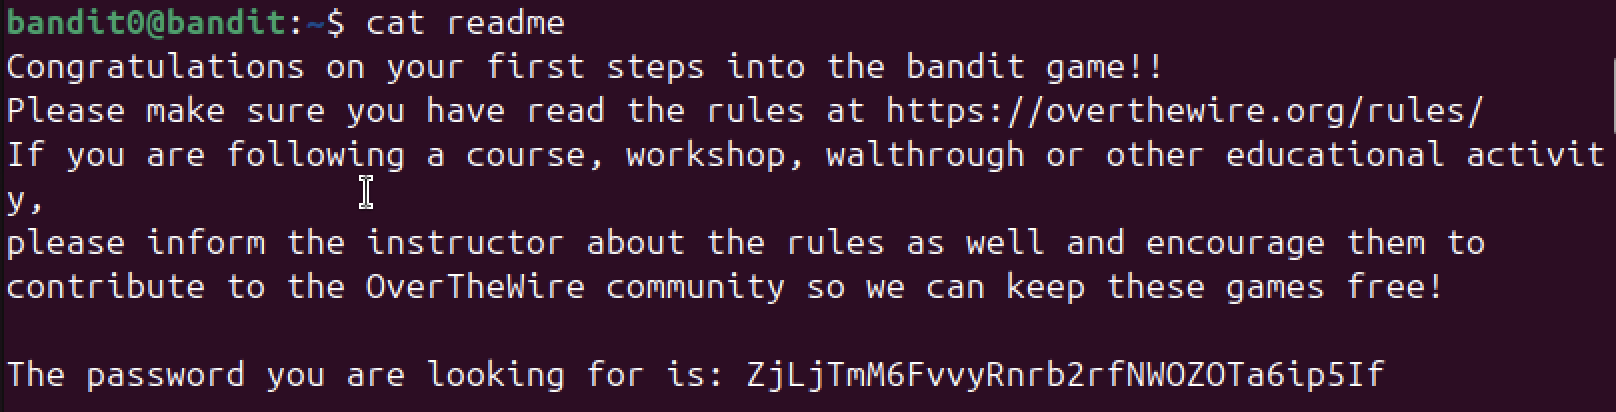 bandit0@bandit:~$ cat readme
Congratulations on your first steps into the bandit game!!
Please make sure you have read the rules at https://overthewire.org/rules/
If you are following a course, workshop, walthrough or other educational activit
y,
please inform the instructor about the rules as well and encourage them to
contribute to the OverTheWire community so we can keep these games free!

The password you are looking for is: ZjLjTmM6FvvyRnrb2rfNWOZOTa6ip5If